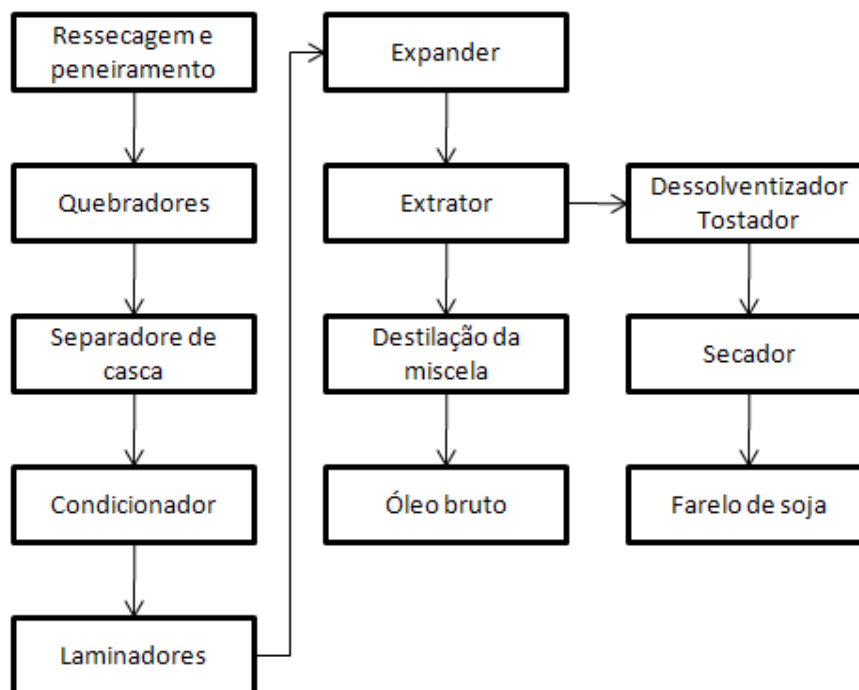 Ressecagem e
peneiramento
Quebradores
Separadore de
casca
Condicionador
Laminadores
Expander
Extrator
Destilação da
miscela
Óleo bruto
Dessolventizador
Tostador
Secador
Farelo de soja